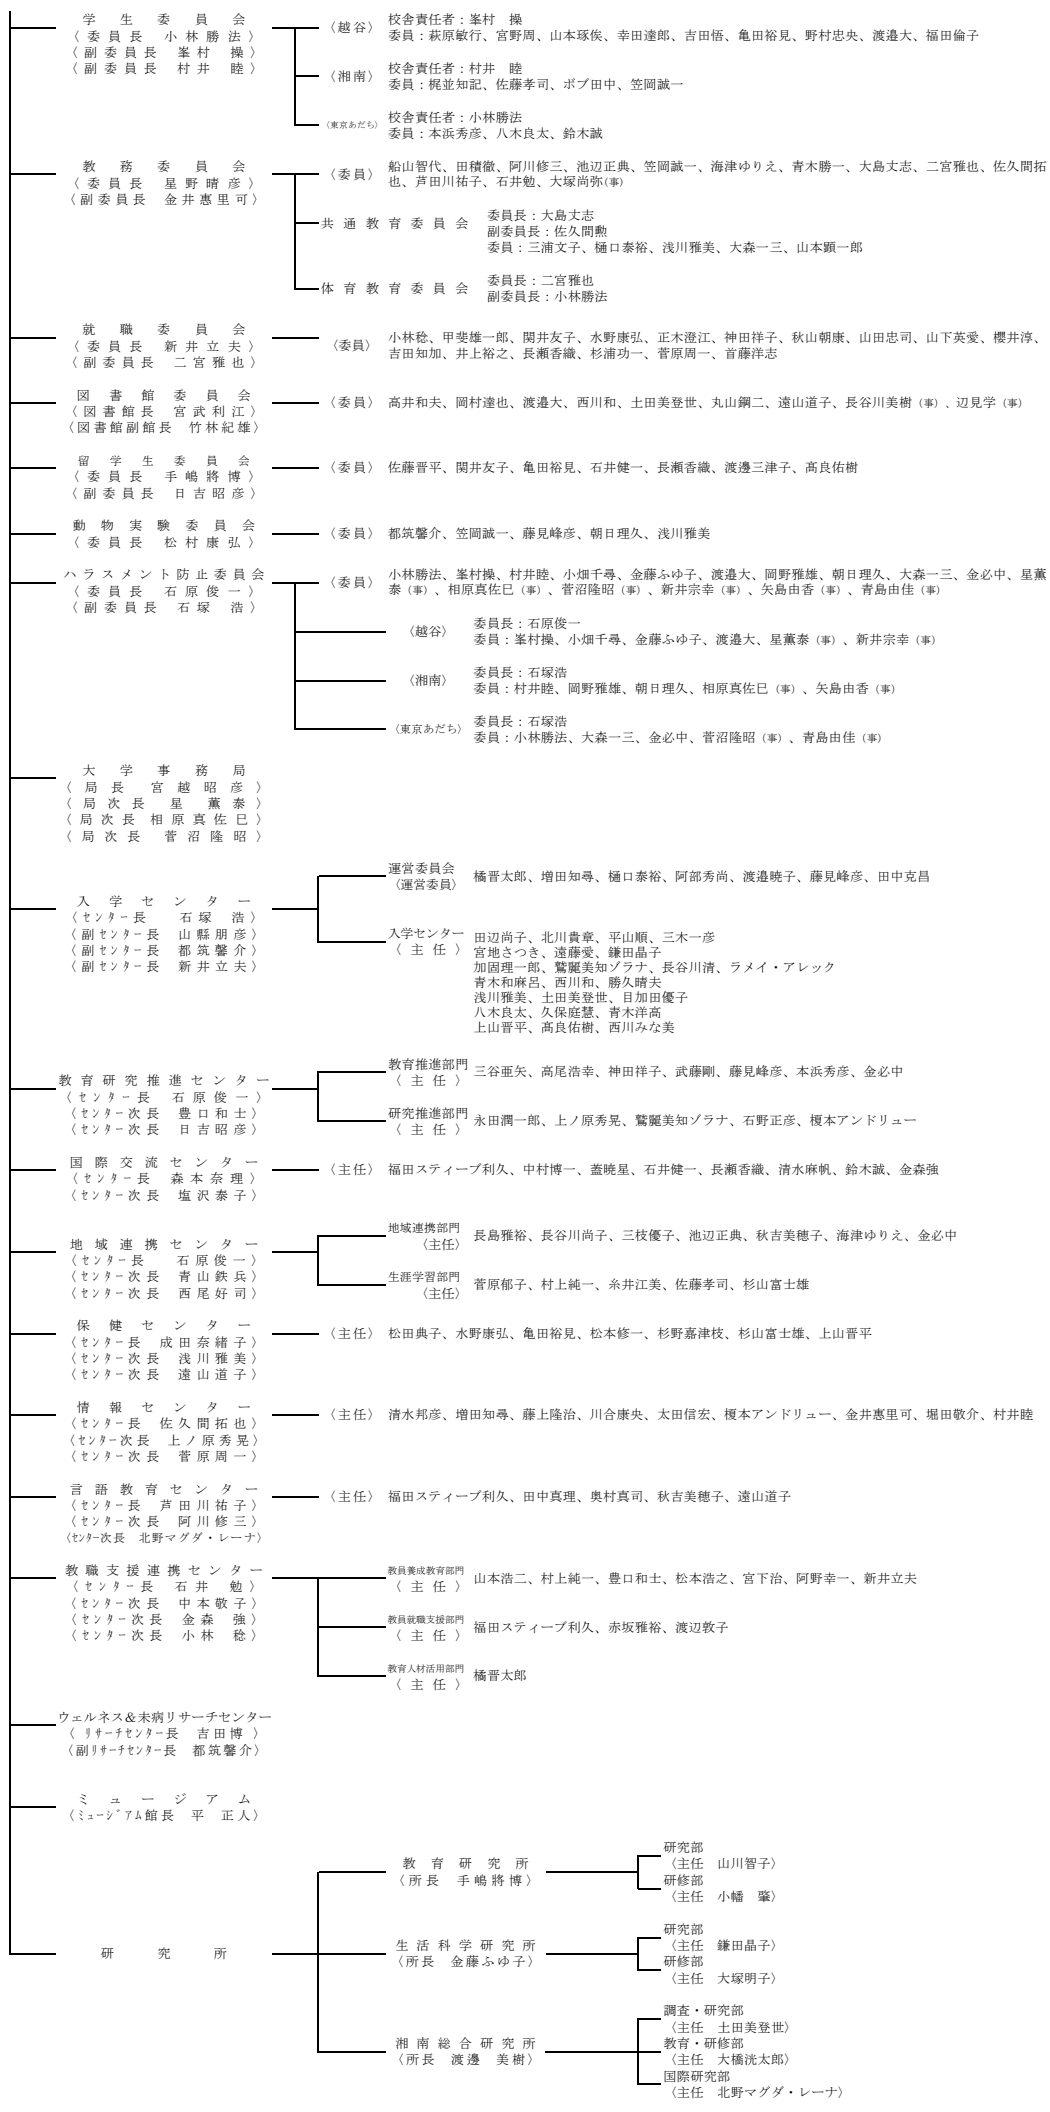 学生委員会
〈委員長 小林勝法〉
〈副委員長 峯村 操〉
〈副委員長 村井 睦〉
〈越谷〉
校舎責任者：峯村 操
委員：萩原敏行、宮野周、山本琢俟、幸田達郎、吉田悟、亀田裕見、野村忠央、渡邉大、福田倫子
〈湘南〉
校舎責任者：村井 睦
委員：梶並知記、佐藤孝司、ボブ田中、笠岡誠一
〈東京あだち〉
校舎責任者：小林勝法
委員：本浜秀彦、八木良太、鈴木誠
教務委員会
〈委員長 星野晴彦〉
〈副委員長 金井惠里可〉
〈委員〉
船山智代、田積徹、阿川修三、池辺正典、笠岡誠一、海津ゆりえ、青木勝一、大島丈志、二宮雅也、佐久間拓
也、芦田川祐子、石井勉、大塚尚弥(事)
共通教育委員会
委員長：大島丈志
副委員長：佐久間勲
委員：三浦文子、樋口泰裕、浅川雅美、大森一三、山本顕一郎
体育教育委員会
委員長：二宮雅也
副委員長：小林勝法
就職委員会
〈委員長 新井立夫〉
〈副委員長 二宮雅也〉
〈委員〉
小林稔、甲斐雄一郎、関井友子、水野康弘、正木澄江、神田祥子、秋山朝康、山田忠司、山下英愛、櫻井淳、
吉田知加、井上裕之、長瀬香織、杉浦功一、菅原周一、首藤洋志
図書館委員会
〈図書館長 宮武利江〉
〈図書館副館長 竹林紀雄〉
〈委員〉
高井和夫、岡村達也、渡邉大、西川和、土田美登世、丸山鋼二、遠山道子、長谷川美樹（事）、辺見学（事）
留学生委員会
〈委員長 手嶋將博〉
〈副委員長 日吉昭彦〉
〈委員〉
佐藤晋平、関井友子、亀田裕見、石井健一、長瀬香織、渡邊三津子、髙良佑樹
動物実験委員会
〈委員長 松村康弘〉
〈委員〉
都筑馨介、笠岡誠一、藤見峰彦、朝日理久、浅川雅美
ハラスメント防止委員会
〈委員長 石原俊一〉
〈副委員長 石塚 浩〉
〈委員〉
小林勝法、峯村操、村井睦、小畑千尋、金藤ふゆ子、渡邉大、岡野雅雄、朝日理久、大森一三、金必中、星薫
泰（事）、相原真佐巳（事）、菅沼隆昭（事）、新井宗幸（事）、矢島由香（事）、青島由佳（事）
〈越谷〉
委員長：石原俊一
委員：峯村操、小畑千尋、金藤ふゆ子、渡邉大、星薫泰（事）、新井宗幸（事）
〈湘南〉
委員長：石塚浩
委員：村井睦、岡野雅雄、朝日理久、相原真佐巳（事）、矢島由香（事）
〈東京あだち〉
委員長：石塚浩
委員：小林勝法、大森一三、金必中、菅沼隆昭（事）、青島由佳（事）
大学事務局
〈局長 宮越昭彦〉
〈局次長 星 薫泰〉
〈局次長 相原真佐巳〉
〈局次長 菅沼隆昭〉
入学センター
〈センター長 石塚 浩〉
〈副センター長 山縣朋彦〉
〈副センター長 都筑馨介〉
〈副センター長 新井立夫〉
運営委員会
〈運営委員〉
橘晋太郎、増田知尋、樋口泰裕、阿部秀尚、渡邉暁子、藤見峰彦、田中克昌
入学センター
〈主任〉
田辺尚子、北川貴章、平山順、三木一彦
宮地さつき、遠藤愛、鎌田晶子
加固理一郎、鷲麗美知ゾラナ、長谷川清、ラメイ・アレック
青木和麻呂、西川和、勝久晴夫
浅川雅美、土田美登世、目加田優子
八木良太、久保庭慧、青木洋高
上山晋平、髙良佑樹、西川みな美
教育研究推進センター
〈センター長 石原俊一〉
〈センター次長 豊口和士〉
〈センター次長 日吉昭彦〉
教育推進部門
〈主任〉
三谷亜矢、高尾浩幸、神田祥子、武藤剛、藤見峰彦、本浜秀彦、金必中
研究推進部門
〈主任〉
永田潤一郎、上ノ原秀晃、鷲麗美知ゾラナ、石野正彦、榎本アンドリュー
国際交流センター
〈センター長 森本奈理〉
〈センター次長 塩沢泰子〉
〈主任〉
福田スティーブ利久、中村博一、蓋暁星、石井健一、長瀬香織、清水麻帆、鈴木誠、金森強
地域連携センター
〈センター長 石原俊一〉
〈センター次長 青山鉄兵〉
〈センター次長 西尾好司〉
地域連携部門
〈主任〉
長島雅裕、長谷川尚子、三枝優子、池辺正典、秋吉美穂子、海津ゆりえ、金必中
生涯学習部門
〈主任〉
菅原郁子、村上純一、糸井江美、佐藤孝司、杉山富士雄
保健センター
〈センター長 成田奈緒子〉
〈センター次長 浅川雅美〉
〈センター次長 遠山道子〉
〈主任〉
松田典子、水野康弘、亀田裕見、松本修一、杉野嘉津枝、杉山富士雄、上山晋平
情報センター
〈センター長 佐久間拓也〉
〈センター次長 上ノ原秀晃〉
〈センター次長 菅原周一〉
〈主任〉
清水邦彦、増田知尋、藤上隆治、川合康央、太田信宏、榎本アンドリュー、金井惠里可、堀田敬介、村井睦
言語教育センター
〈センター長 芦田川祐子〉
〈センター次長 阿川修三〉
〈センター次長 北野マグダ・レーナ〉
〈主任〉
福田スティーブ利久、田中真理、奥村真司、秋吉美穂子、遠山道子
教職支援連携センター
〈センター長 石井 勉〉
〈センター次長 中本敬子〉
〈センター次長 金森 強〉
〈センター次長 小林 稔〉
教員養成教育部門
〈主任〉
山本浩二、村上純一、豊口和士、松本浩之、宮下治、阿野幸一、新井立夫
教員就職支援部門
〈主任〉
福田スティーブ利久、赤坂雅裕、渡辺敦子
教育人材活用部門
〈主任〉
橘晋太郎
ウェルネス＆未病リサーチセンター
〈リサーチセンター長 吉田博〉
〈副リサーチセンター長 都筑馨介〉
ミュージアム
〈ミュージアム館長 平 正人〉
研究所
教育研究所
〈所長 手嶋將博〉
研究部
〈主任 山川智子〉
研修部
〈主任 小幡 肇〉
生活科学研究所
〈所長 金藤ふゆ子〉
研究部
〈主任 鎌田晶子〉
研修部
〈主任 大塚明子〉
湘南総合研究所
〈所長 渡邊 美樹〉
調査・研究部
〈主任 土田美登世〉
教育・研修部
〈主任 大橋洸太郎〉
国際研究部
〈主任 北野マグダ・レーナ〉